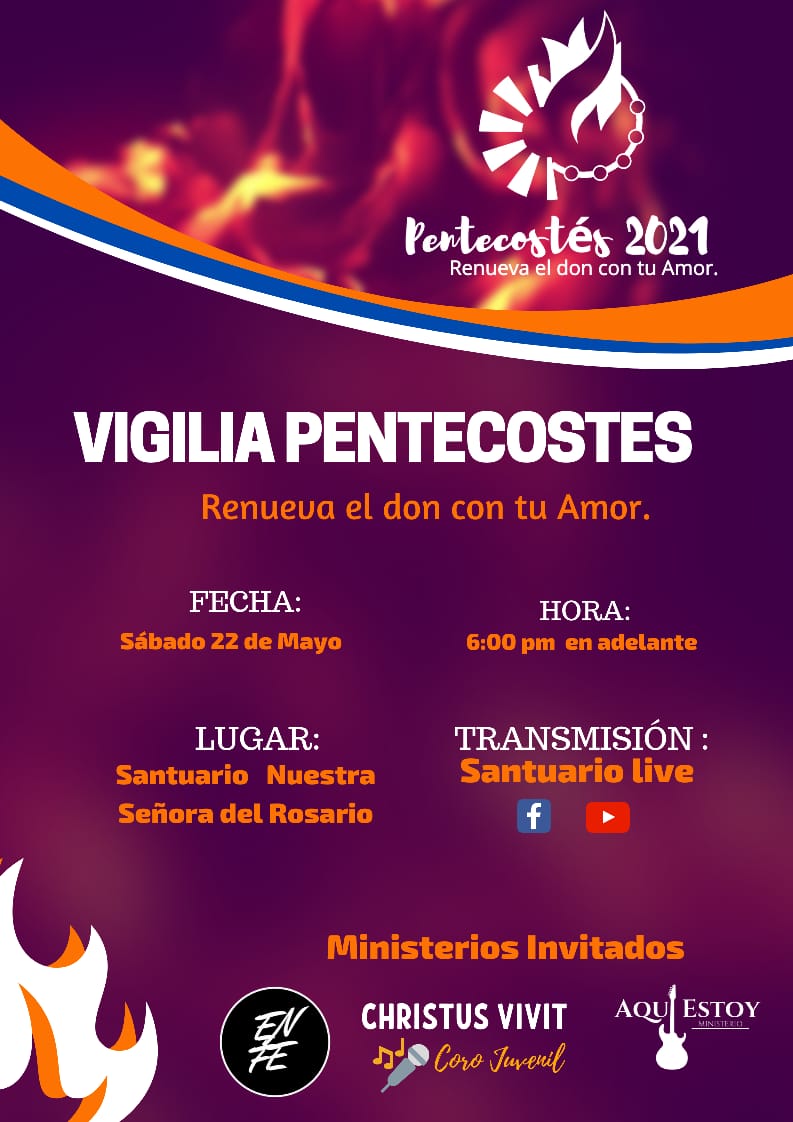 Pentecostés 2021
Renueva el don con tu Amor.
VIGILIA PENTECOSTES
Renueva el don con tu Amor.
FECHA:
Sábado 22 de Mayo
HORA:
6:00 pm en adelante
LUGAR:
Santuario Nuestra
Señora del Rosario
TRANSMISIÓN :
Santuario live
Ministerios Invitados
EN
FE
CHRISTUS VIVIT
Coro Juvenil
AQUI ESTOY
MINISTERIO